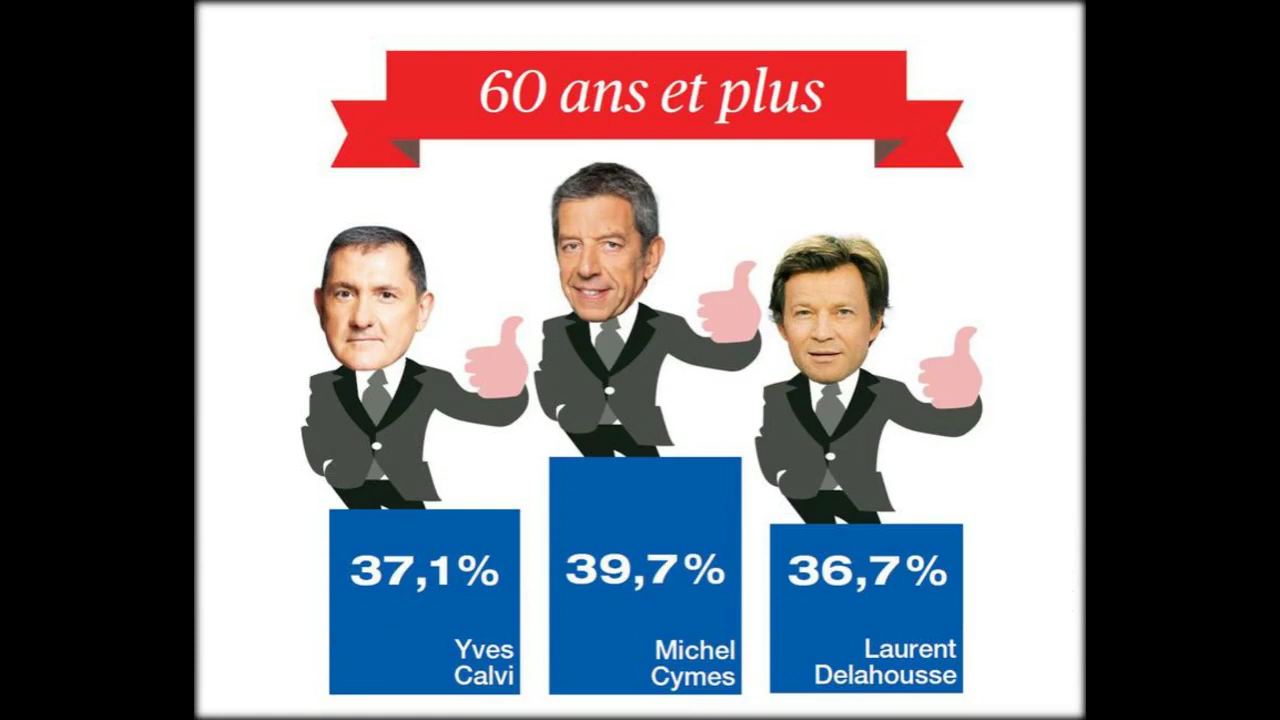 60 ans et plus
37,1%
Yves
Calvi
39,7%
Michel
Cymes
36,7%
Laurent
Delahousse